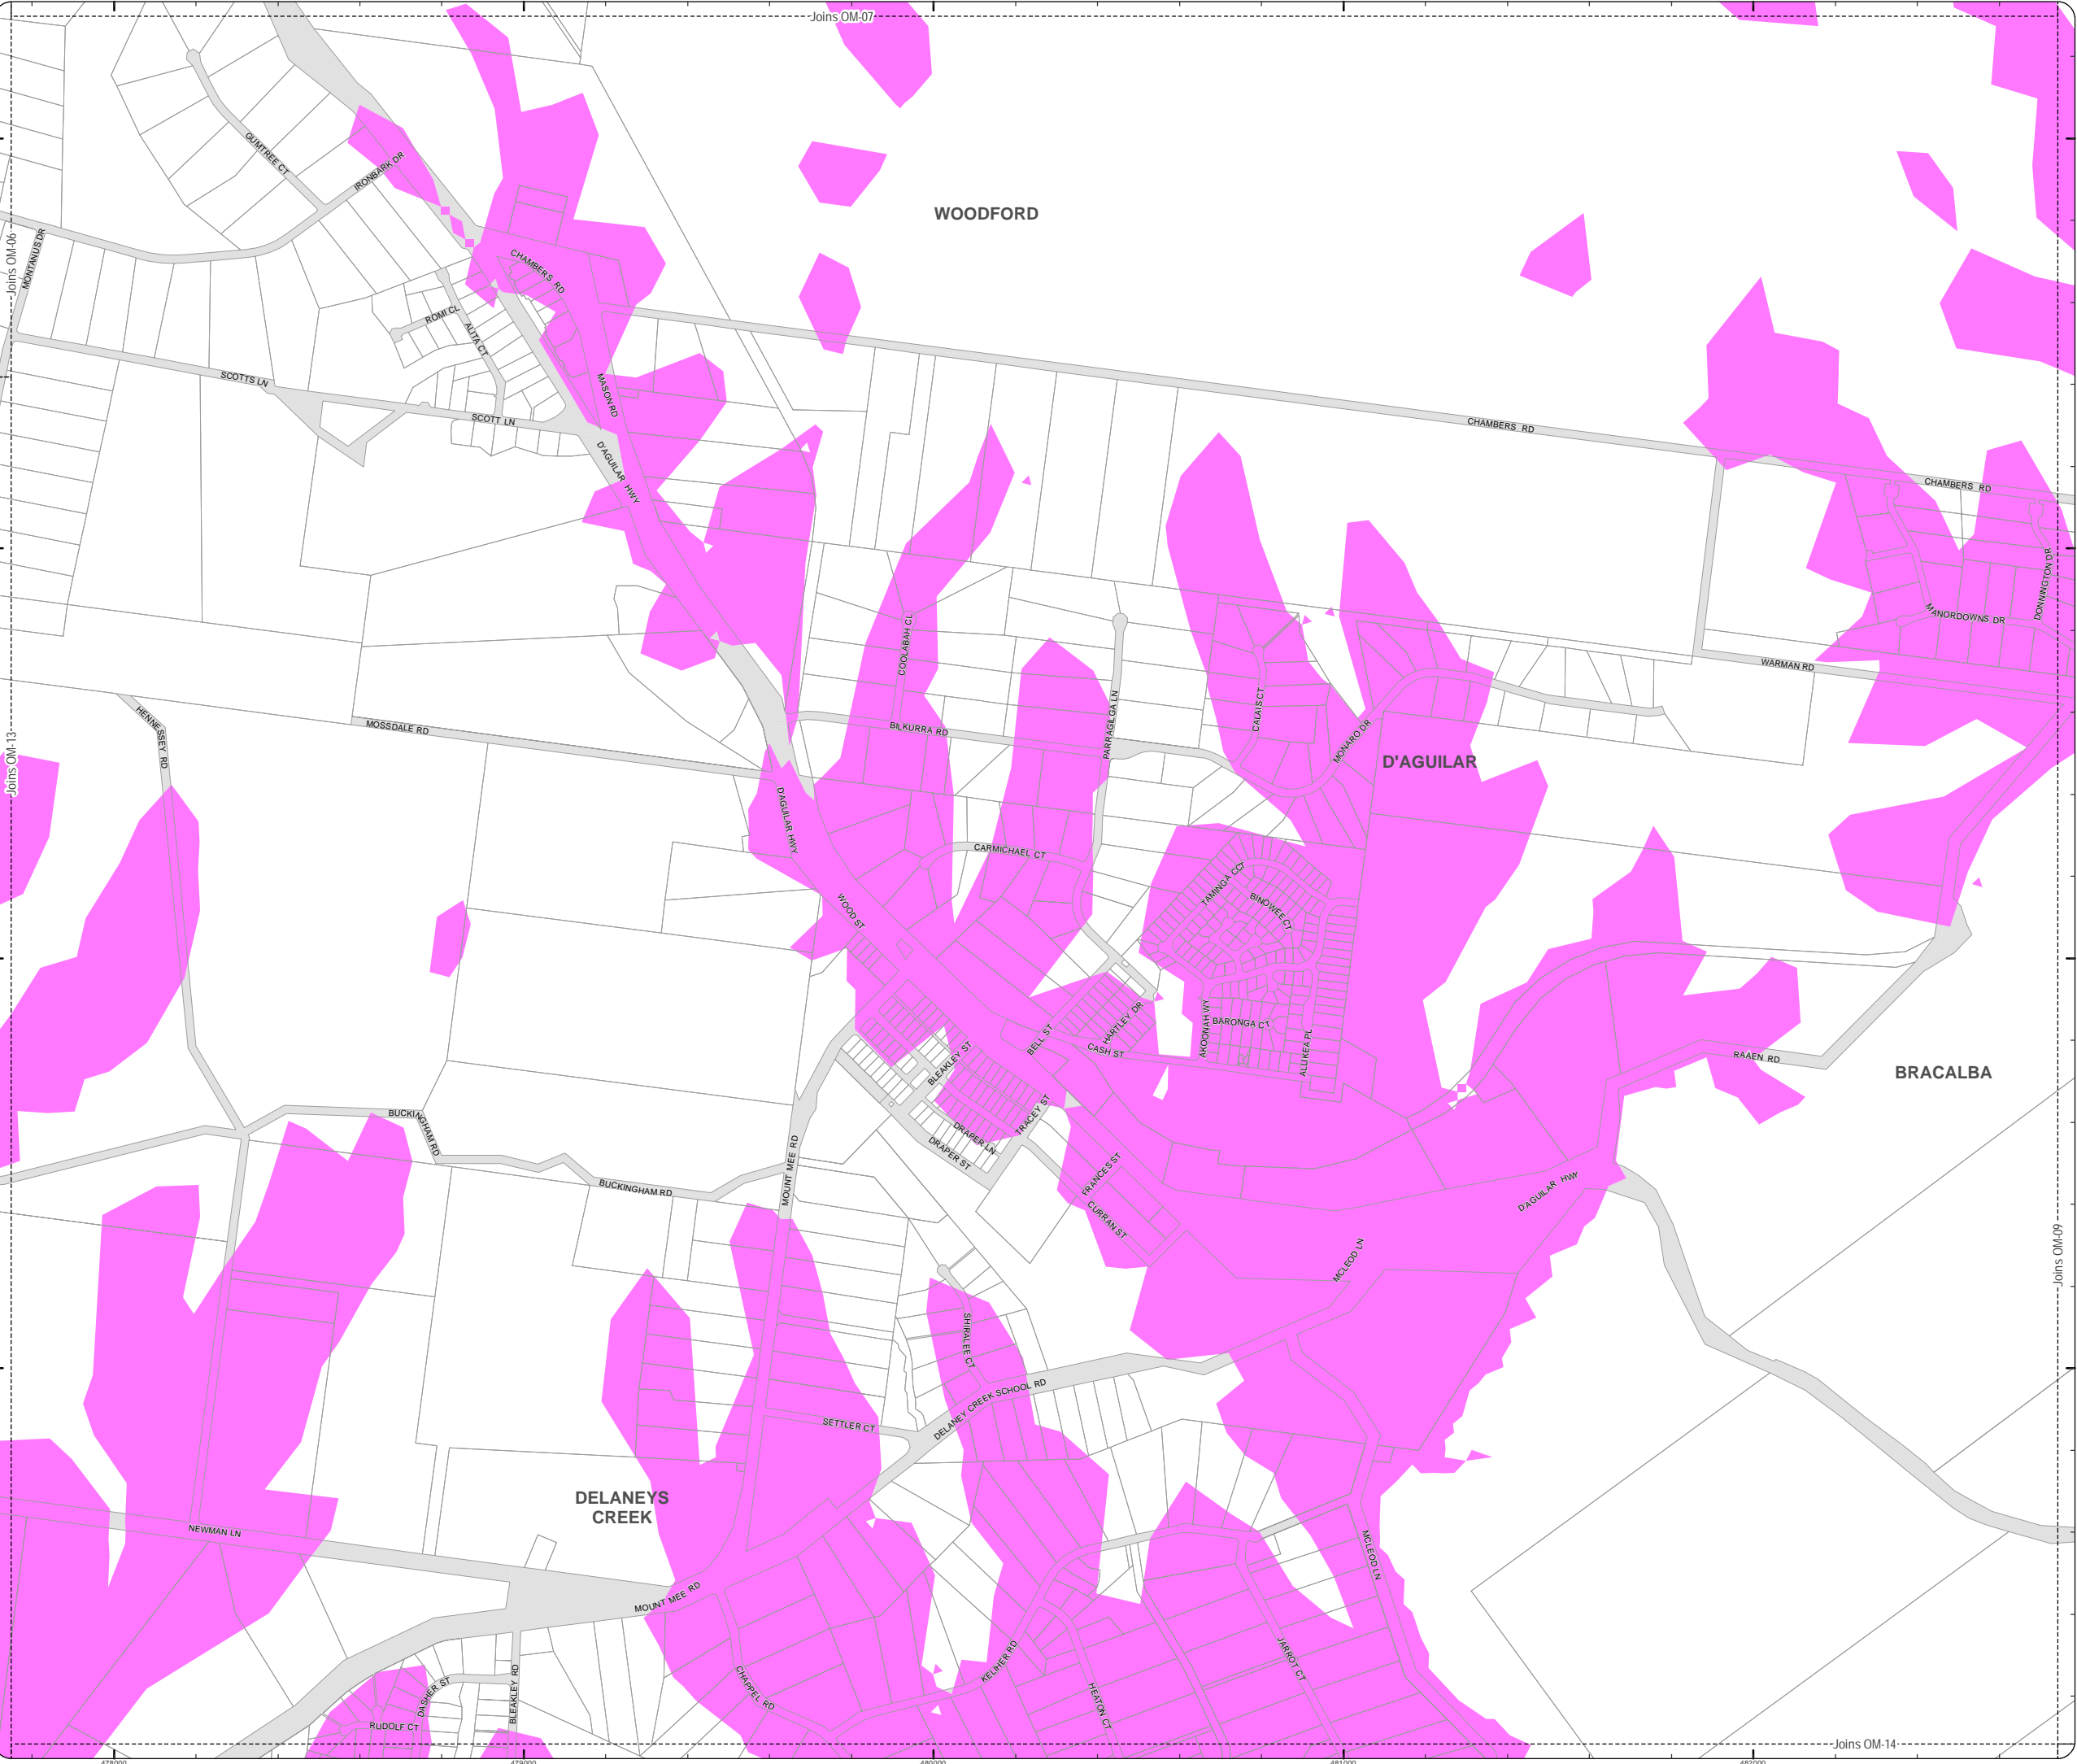 Joins OM-07
WOODFORD
GUMTREE CT
IRONBARK DR
MONTANUS DR
Joins OM-06
CHAMBERS RD
ROMI CL
ALITA CT
SCOTTS LN
SCOTT LN
MASON RD
D'AGUILAR HWY
CHAMBERS RD
CHAMBERS RD
DONNINGTON DR
MANORDOWNS DR
WARMAN RD
COOLABAH CL
BILKURRA RD
PARRAGILGA LN
CALAIS CT
MONARO DR
D'AGUILAR
HENNESSEY RD
MOSSDALE RD
Joins OM-13
D'AGUILAR HWY
CARMICHAEL CT
WOOD ST
TAMINGA CCT
BINOWEE CT
HARTLEY DR
AKOONAH WY
BARONGA CT
ALLIKEA PL
BELL ST
CASH ST
BLEAKLEY ST
TRACEY ST
DRAPER LN
DRAPER ST
RAAEN RD
BRACALBA
BUCKINGHAM RD
BUCKINGHAM RD
MOUNT MEE RD
FRANCES ST
CURRAN ST
D'AGUILAR HWY
MCLEOD LN
Joins OM-09
SHIRALEE CT
DELANEY CREEK SCHOOL RD
SETTLER CT
DELANEYS
CREEK
NEWMAN LN
MOUNT MEE RD
MCLEOD LN
CHAPPEL RD
KELIHER RD
HEATON CT
JARROT CT
DASHER ST
RUDOLF CT
BLEAKLEY RD
Joins OM-14
478000
479000
480000
481000
482000